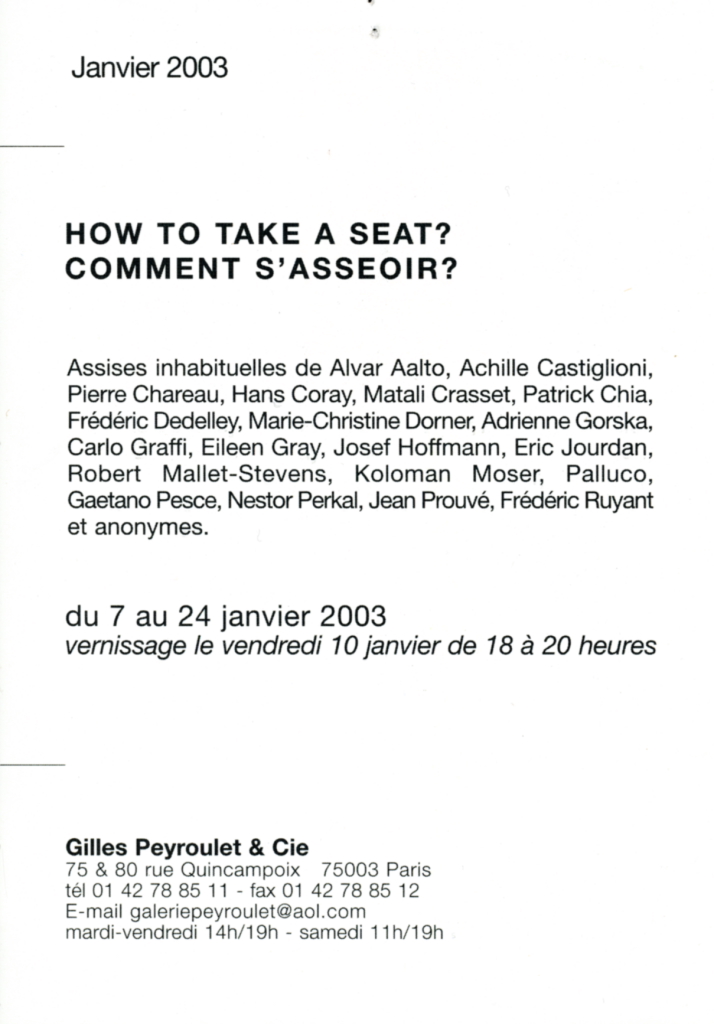 Janvier 2003
HOW TO TAKE A SEAT?
COMMENT S'ASSEOIR?
Assises inhabituelles de Alvar Aalto, Achille Castiglioni,
Pierre Chareau, Hans Coray, Matali Crasset, Patrick Chia,
Frédéric Dedelley, Marie-Christine Dorner, Adrienne Gorska,
Carlo Graffi, Eileen Gray, Josef Hoffmann, Eric Jourdan,
Robert Mallet-Stevens, Koloman Moser, Palluco,
Gaetano Pesce, Nestor Perkal, Jean Prouvé, Frédéric Ruyant
et anonymes.
du 7 au 24 janvier 2003
vernissage le vendredi 10 janvier de 18 à 20 heures
Gilles Peyroulet & Cie
75 & 80 rue Quincampoix 75003 Paris
tél 01 42 78 85 11 - fax 01 42 78 85 12
E-mail galeriepeyroulet@aol.com
mardi-vendredi 14h/19h - samedi 11h/19h